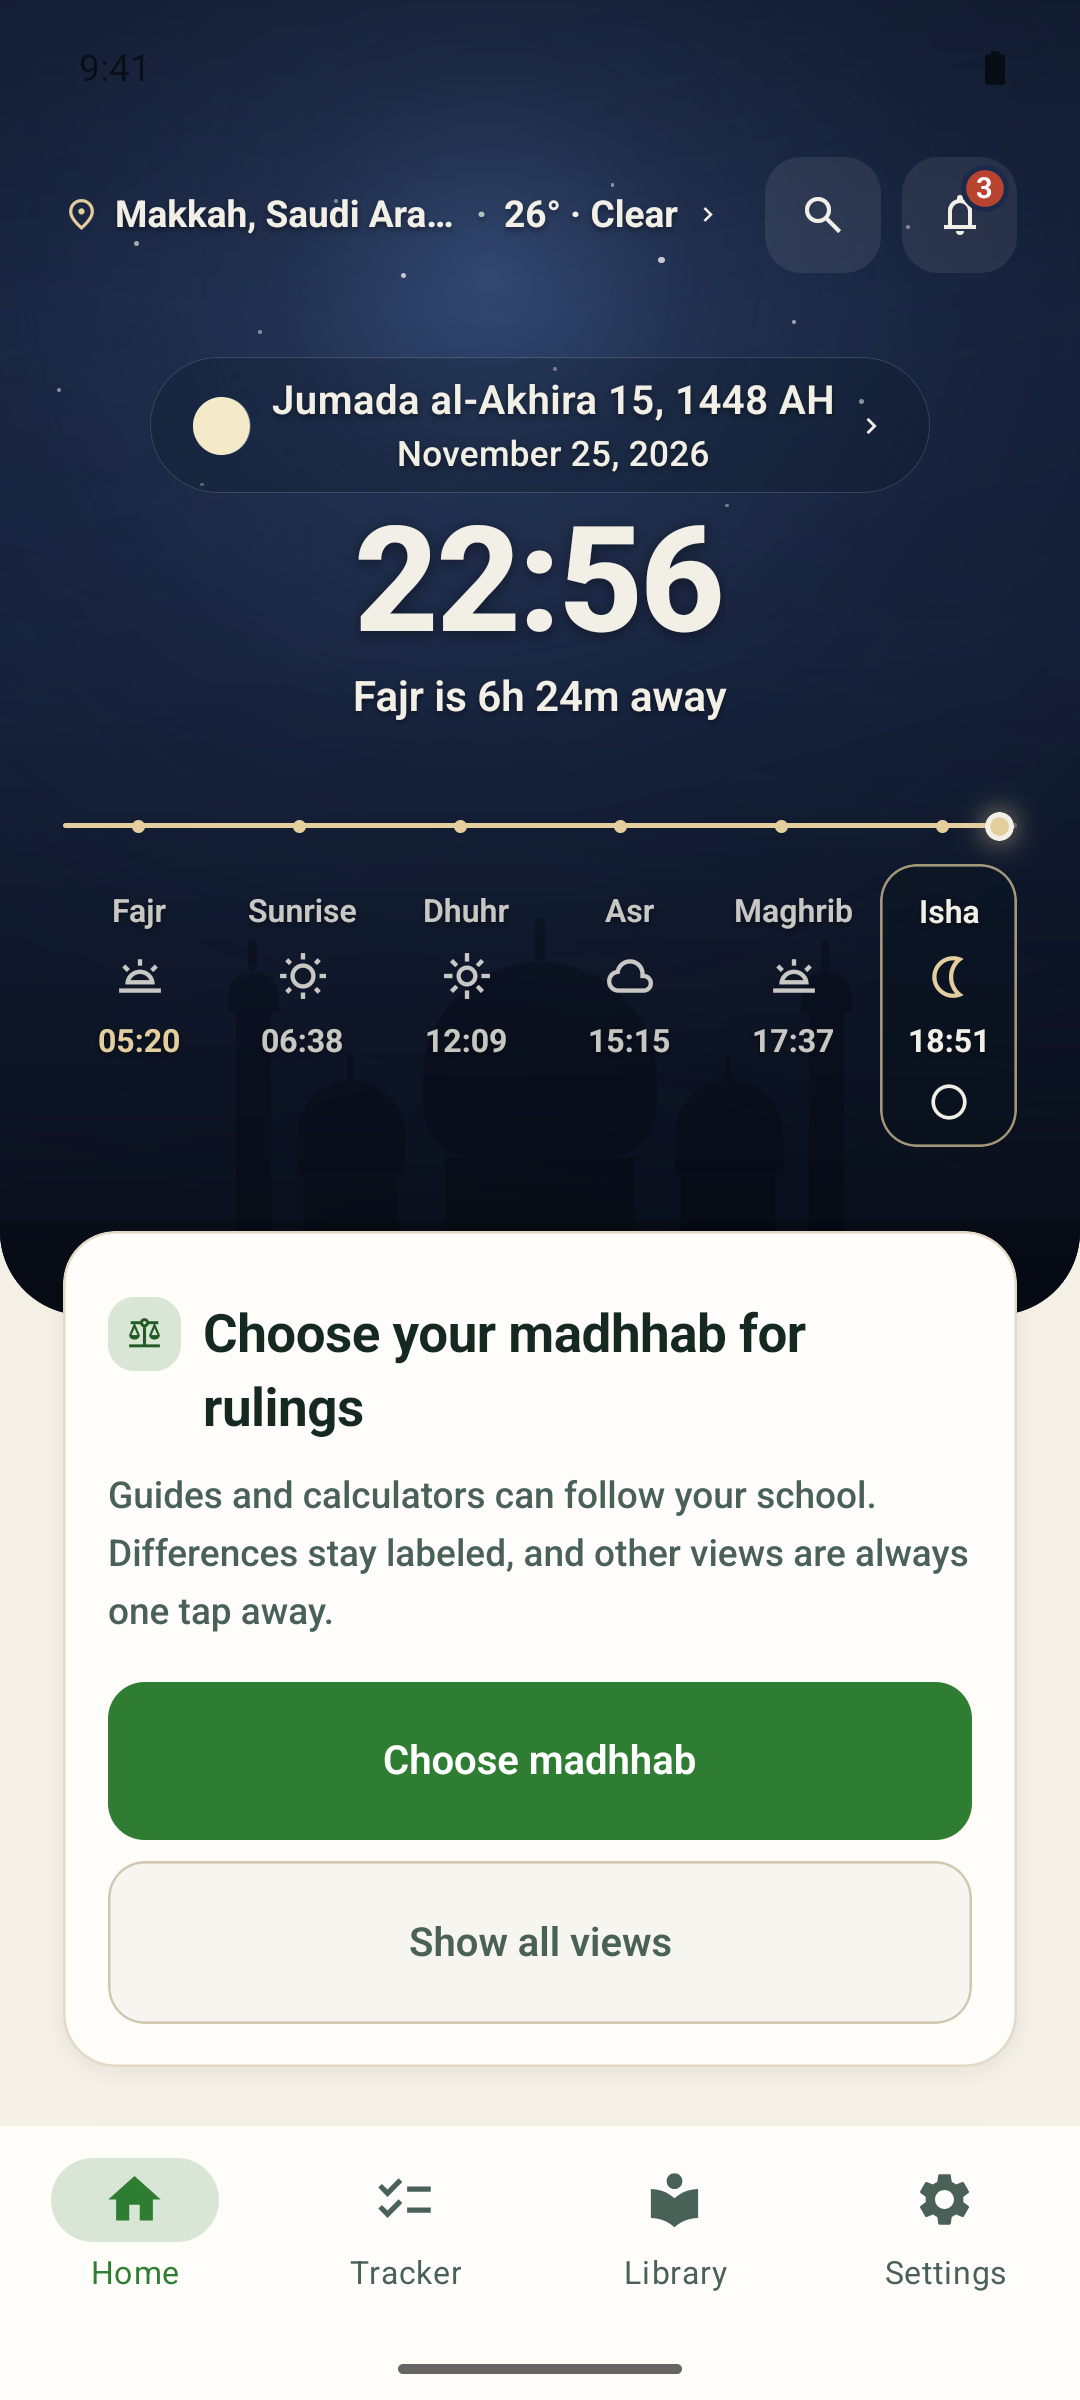 9:41
Makkah, Saudi Ara... · 26° · Clear
3
Jumada al-Akhira 15, 1448 AH
November 25, 2026
22:56
Fajr is 6h 24m away
Fajr Sunrise Dhuhr Asr Maghrib Isha
05:20 06:38 12:09 15:15 17:37 18:51
Choose your madhhab for
rulings
Guides and calculators can follow your school.
Differences stay labeled, and other views are always
one tap away.
Choose madhhab
Show all views
Home Tracker Library Settings